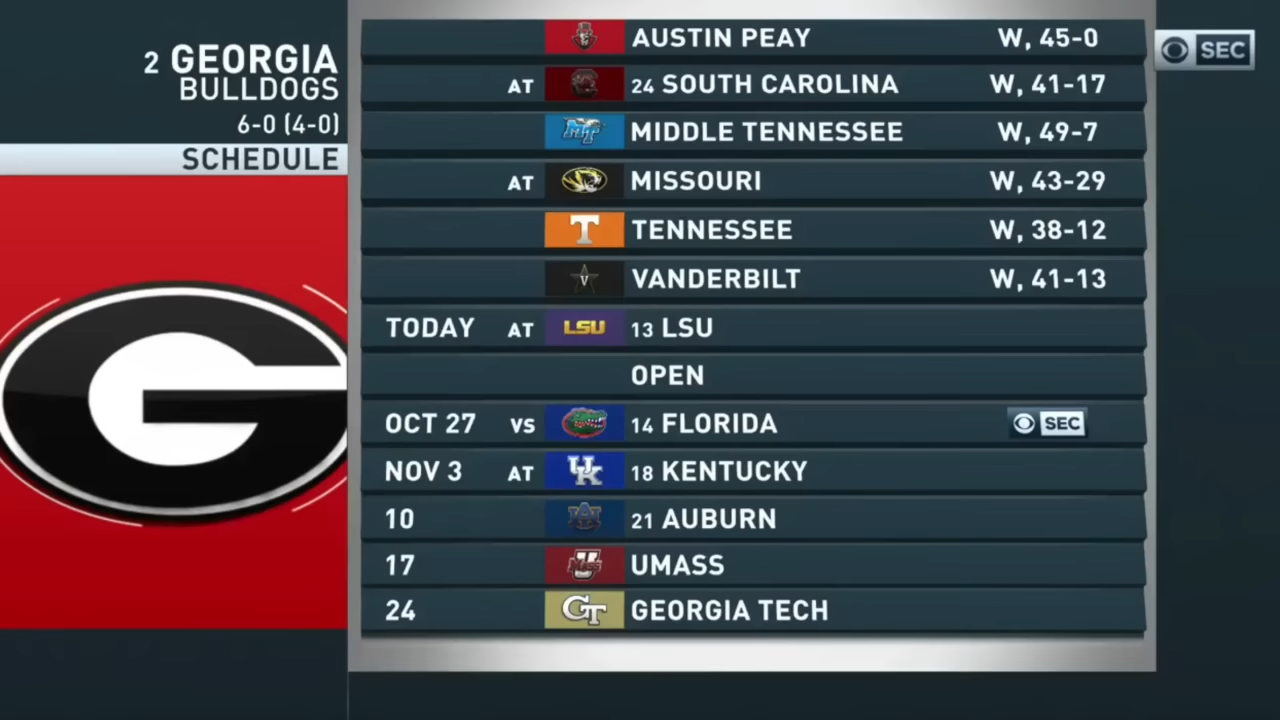 2 GEORGIA
BULLDOGS
6-0 (4-0)
SCHEDULE
G
SEC
AUSTIN PEAY W, 45-0
AT 24 SOUTH CAROLINA W, 41-17
MT MIDDLE TENNESSEE W, 49-7
AT MISSOURI W, 43-29
T TENNESSEE W, 38-12
V VANDERBILT W, 41-13
TODAY AT LSU 13 LSU
OPEN
OCT 27 VS 14 FLORIDA SEC
NOV 3 AT UK 18 KENTUCKY
10 AU 21 AUBURN
17 U MASS UMASS
24 GT GEORGIA TECH